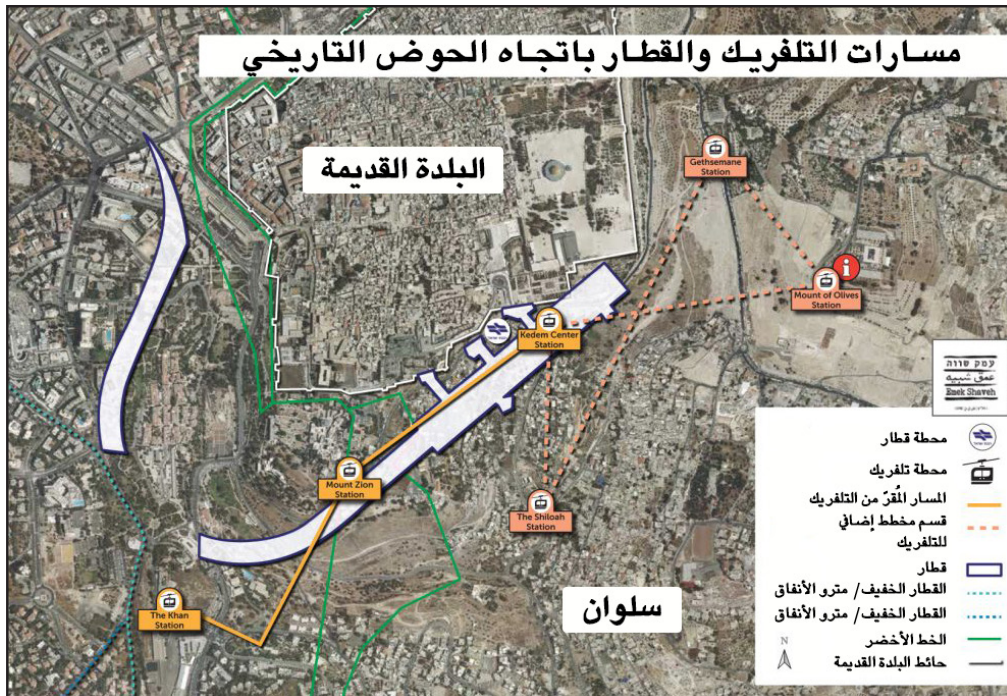 مسارات التلفريك والقطار باتجاه الحوض التاريخي
البلدة القديمة
Gethsemane
Station
Mount of Olives
Station
Kedem Center
Station
Mount Zion
Station
The Shiloah
Station
The Khan
Station
سلوان
עמק שווה
عمق شبيه
Emek Shaveh
محطة قطار
محطة تلفريك
المسار المُقرّ من التلفريك
قسم مخطط إضافي
للتلفريك
قطار
القطار الخفيف/ مترو الأنفاق
القطار الخفيف/ مترو الأنفاق
الخط الأخضر
حائط البلدة القديمة
N